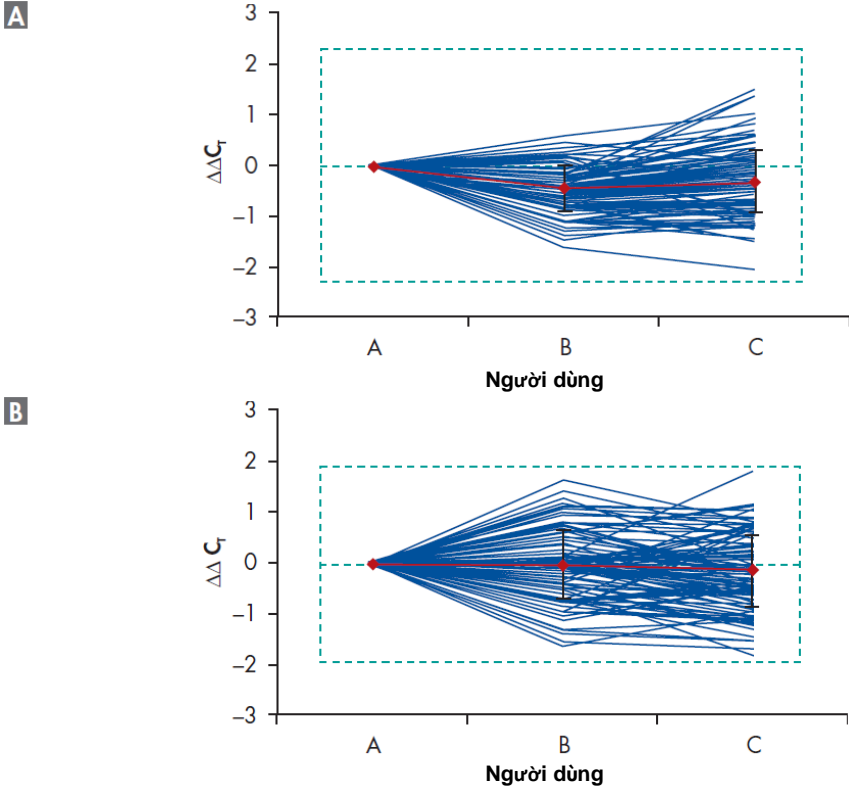 A
3
2
1
0
–1
–2
–3
ΔΔCT
A B C
Người dùng
B
3
2
1
0
–1
–2
–3
ΔΔ CT
A B C
Người dùng